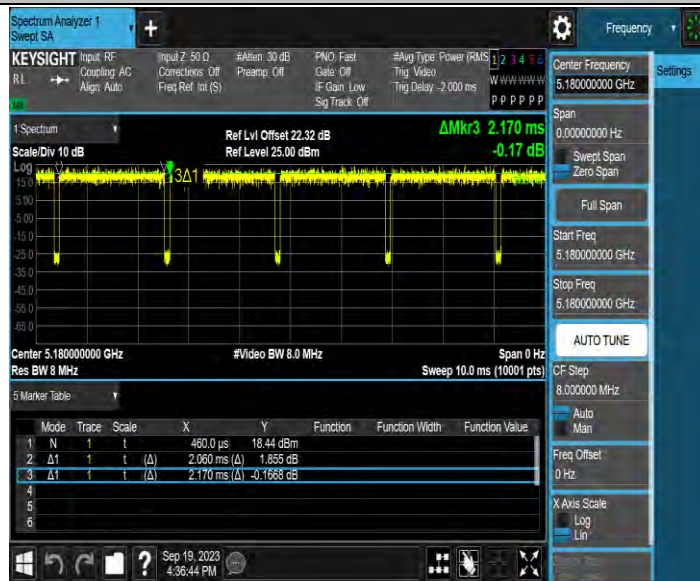 Spectrum Analyzer 1
Swept SA
Frequency
KEYSIGHT
Input: RF
Coupling: AC
Align: Auto
Input Z: 50 Ω
Corrections: Off
Freq Ref: Int (S)
#Atten: 30 dB
Preamp: Off
PNO: Fast
Gate: Off
IF Gain: Low
Sig Track: Off
#Avg Type: Power (RMS
Trig: Video
Trig Delay: -2.000 ms
1 2 3 4 5 6
W W W W W W
P P P P P P
R L
Center Frequency
5.180000000 GHz
Settings
1 Spectrum
Scale/Div 10 dB
Ref Lvl Offset 22.32 dB
Ref Level 25.00 dBm
ΔMkr3 2.170 ms
-0.17 dB
Log
15.0
5.00
-5.00
-15.0
-25.0
-35.0
-45.0
-55.0
-65.0
3Δ1
Center 5.180000000 GHz
Res BW 8 MHz
#Video BW 8.0 MHz
Span 0 Hz
Sweep 10.0 ms (10001 pts)
Span
0.00000000 Hz
Swept Span
Zero Span
Full Span
Start Freq
5.180000000 GHz
Stop Freq
5.180000000 GHz
AUTO TUNE
CF Step
8.000000 MHz
Auto
Man
Freq Offset
0 Hz
X Axis Scale
Log
Lin
5 Marker Table
Mode Trace Scale X Y Function Function Width Function Value
1 N 1 t 460.0 µs 18.44 dBm
2 Δ1 1 t (Δ) 2.060 ms (Δ) 1.855 dB
3 Δ1 1 t (Δ) 2.170 ms (Δ) -0.1668 dB
4
5
6
?
Sep 19, 2023
4:36:44 PM